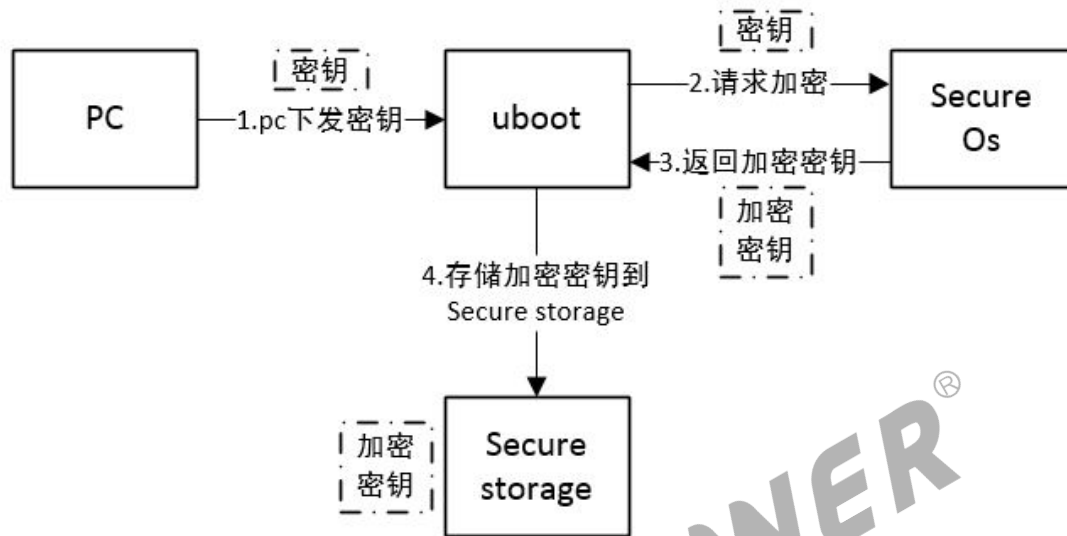 密钥
PC
1.pc下发密钥
uboot
密钥
2.请求加密
Secure
Os
3.返回加密密钥
加密
密钥
4.存储加密密钥到
Secure storage
加密
密钥
Secure
storage
®